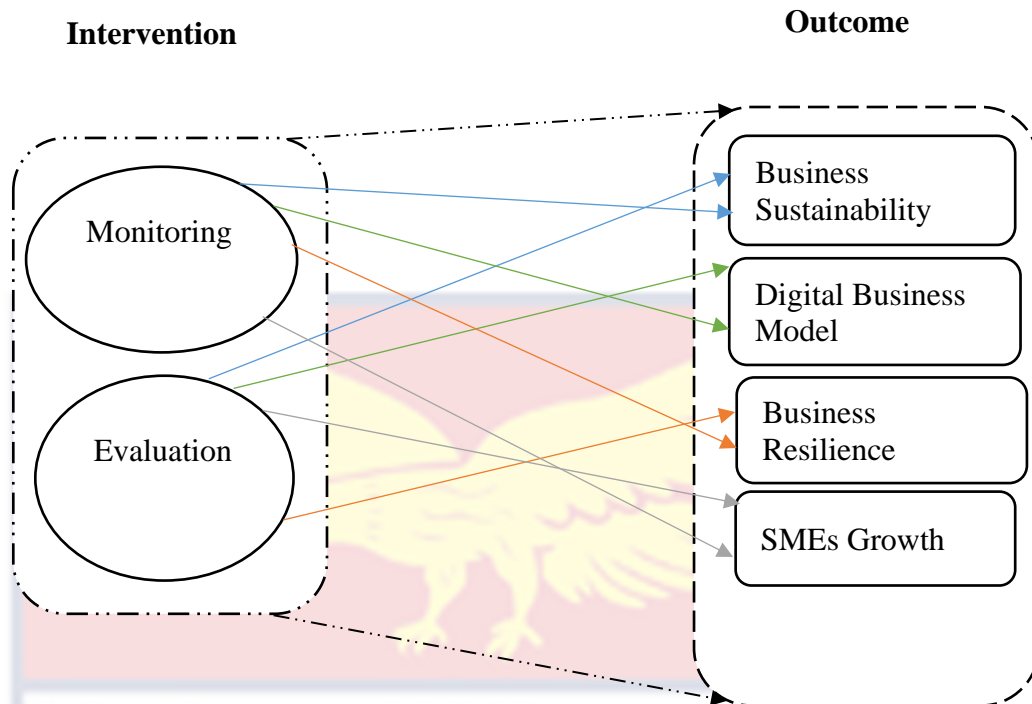 Intervention
Outcome
Monitoring
Evaluation
Business
Sustainability
Digital Business
Model
Business
Resilience
SMEs Growth